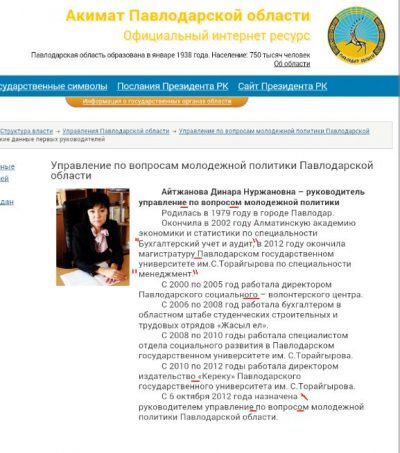 Акимат Павлодарской области
Официальный интернет ресурс
Павлодарская область образована в январе 1938 года. Население: 750 тысяч человек
Об области
сударственные символы Послания Президента РК Сайт Президента РК
Информация о государственных органах области
Структура власти → Управления Павлодарской области → Управление по вопросам молодежной политики Павлодарской
кие данные первых руководителей
ные
ей
дан
Управление по вопросам молодежной политики Павлодарской
области
Айтжанова Динара Нуржановна – руководитель
управление по вопросом молодежной политики
Родилась в 1979 году в городе Павлодар.
Окончила в 2002 году Алматинскую академию
экономики и статистики по специальности
"Бухгалтерский учет и аудит," в 2012 году окончила
магистратуру Павлодарском государственном
университете им.С.Торайгырова по специальности
"менеджмент."
С 2000 по 2005 год работала директором
Павлодарского социального – волонтерского центра.
С 2006 по 2008 год работала бухгалтером в
областном штабе студенческих строительных и
трудовых отрядов «Жасыл ел».
С 2008 по 2010 годы работала специалистом
отдела социального развития в Павлодарском
государственном университете им. С.Торайгырова.
С 2010 по 2012 годы работала директором
издательство «Кереку» Павлодарского
государственного университета им. С.Торайгырова.
С 6 октября 2012 года назначена
руководителем управление по вопросом молодежной
политики Павлодарской области.